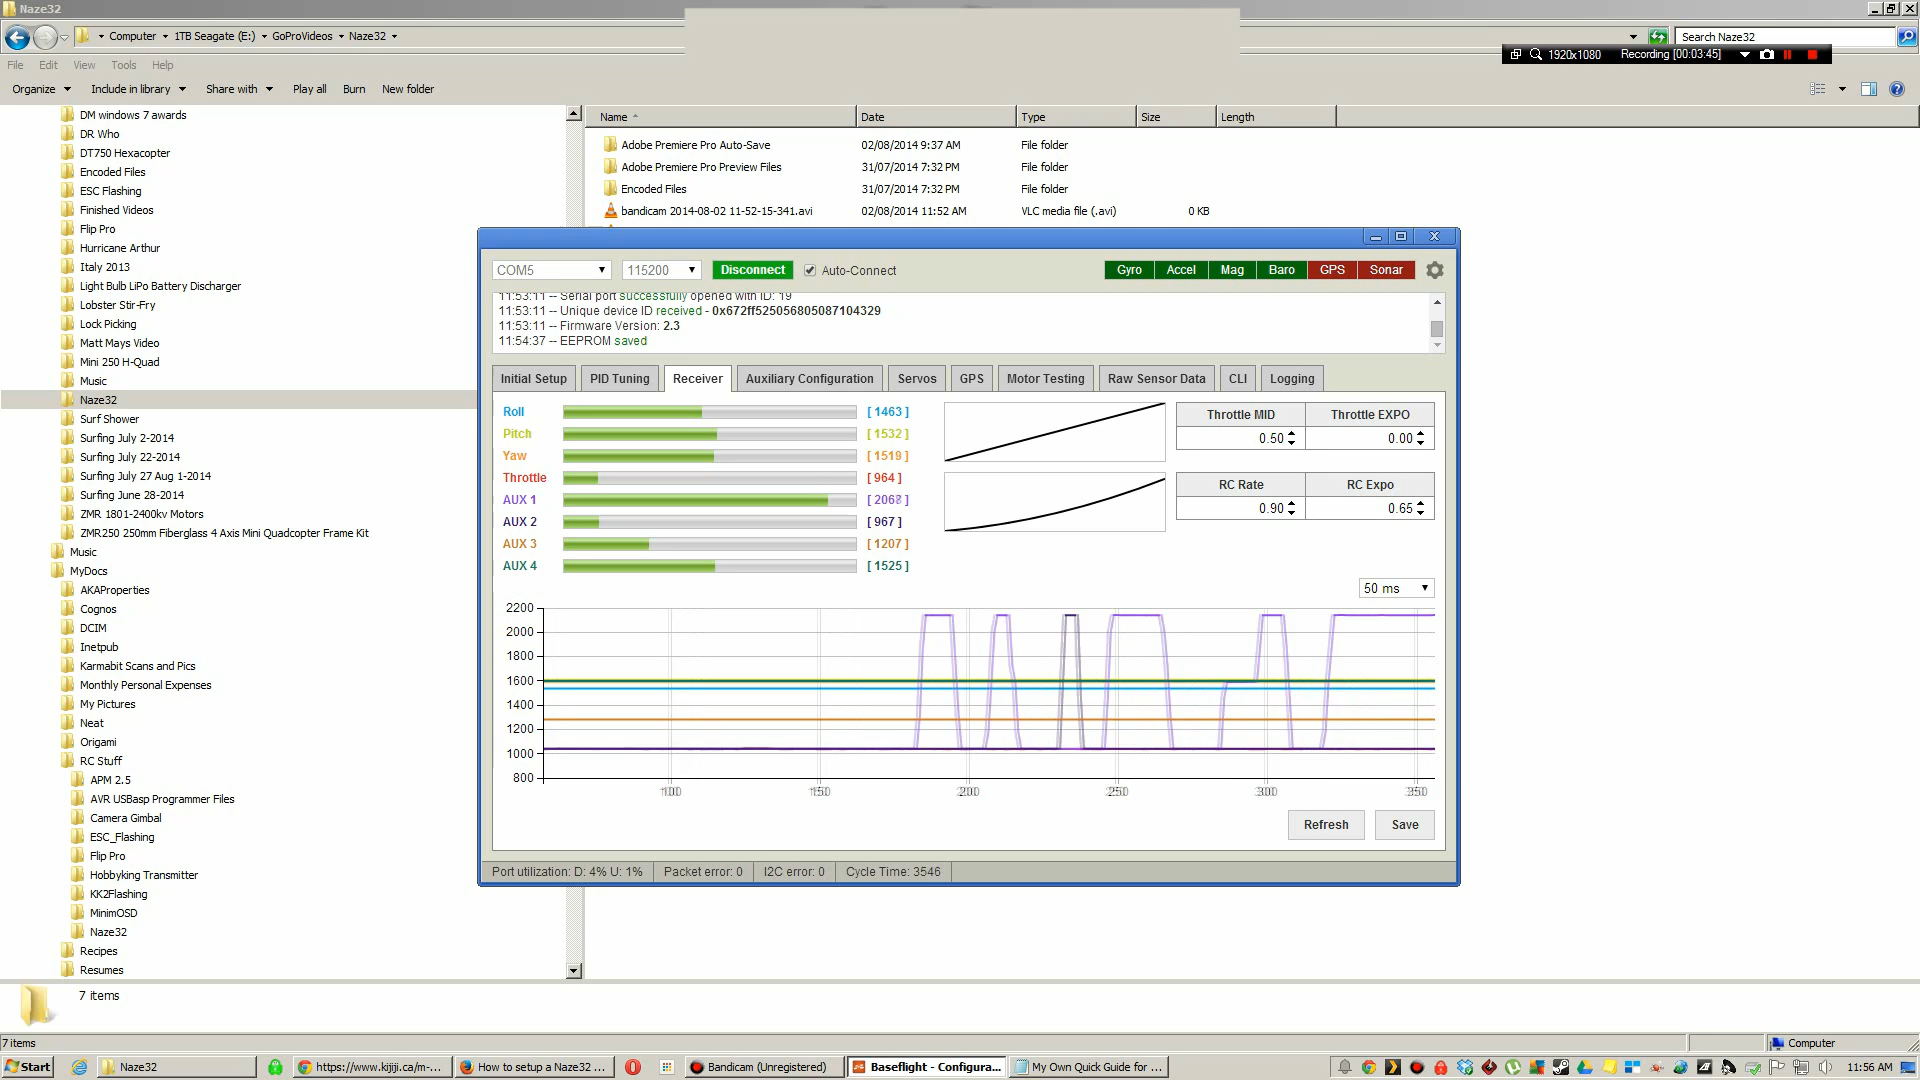 Naze32
Computer 1TB Seagate (E:) GoProVideos Naze32
Search Naze32
1920x1080 Recording [00:03:45]
File Edit View Tools Help
Organize Include in library Share with Play all Burn New folder
DM windows 7 awards
DR Who
DT750 Hexacopter
Encoded Files
ESC Flashing
Finished Videos
Flip Pro
Hurricane Arthur
Italy 2013
Light Bulb LiPo Battery Discharger
Lobster Stir-Fry
Lock Picking
Matt Mays Video
Mini 250 H-Quad
Music
Naze32
Surf Shower
Surfing July 2-2014
Surfing July 22-2014
Surfing July 27 Aug 1-2014
Surfing June 28-2014
ZMR 1801-2400kv Motors
ZMR250 250mm Fiberglass 4 Axis Mini Quadcopter Frame Kit
Music
MyDocs
AKAProperties
Cognos
DCIM
Inetpub
Karmabit Scans and Pics
Monthly Personal Expenses
My Pictures
Neat
Origami
RC Stuff
APM 2.5
AVR USBasp Programmer Files
Camera Gimbal
ESC_Flashing
Flip Pro
Hobbyking Transmitter
KK2Flashing
MinimOSD
Naze32
Recipes
Resumes
Name Date Type Size Length
Adobe Premiere Pro Auto-Save 02/08/2014 9:37 AM File folder
Adobe Premiere Pro Preview Files 31/07/2014 7:32 PM File folder
Encoded Files 31/07/2014 7:32 PM File folder
bandicam 2014-08-02 11-52-15-341.avi 02/08/2014 11:52 AM VLC media file (.avi) 0 KB
COM5 115200 Disconnect Auto-Connect
Gyro Accel Mag Baro GPS Sonar
11:53:11 -- Serial port successfully opened with ID: 19
11:53:11 -- Unique device ID received - 0x672ff525056805087104329
11:53:11 -- Firmware Version: 2.3
11:54:37 -- EEPROM saved
Initial Setup PID Tuning Receiver Auxiliary Configuration Servos GPS Motor Testing Raw Sensor Data CLI Logging
Roll [ 1463 ]
Pitch [ 1532 ]
Yaw [ 1519 ]
Throttle [ 964 ]
AUX 1 [ 2068 ]
AUX 2 [ 967 ]
AUX 3 [ 1207 ]
AUX 4 [ 1525 ]
Throttle MID Throttle EXPO
0.50 0.00
RC Rate RC Expo
0.90 0.65
50 ms
2200
2000
1800
1600
1400
1200
1000
800
Refresh Save
Port utilization: D: 4% U: 1% Packet error: 0 I2C error: 0 Cycle Time: 3546
7 items
7 items
Computer
Start Naze32 https://www.kijiji.ca/m-... How to setup a Naze32 ... Bandicam (Unregistered) Baseflight - Configura... My Own Quick Guide for ... 11:56 AM